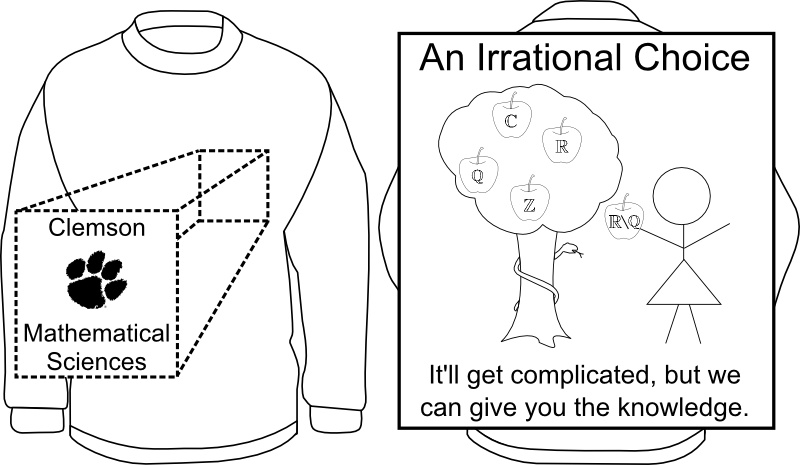 Clemson
Mathematical
Sciences
An Irrational Choice
ℂ
ℝ
ℚ
ℤ
ℝ\ℚ
It'll get complicated, but we
can give you the knowledge.